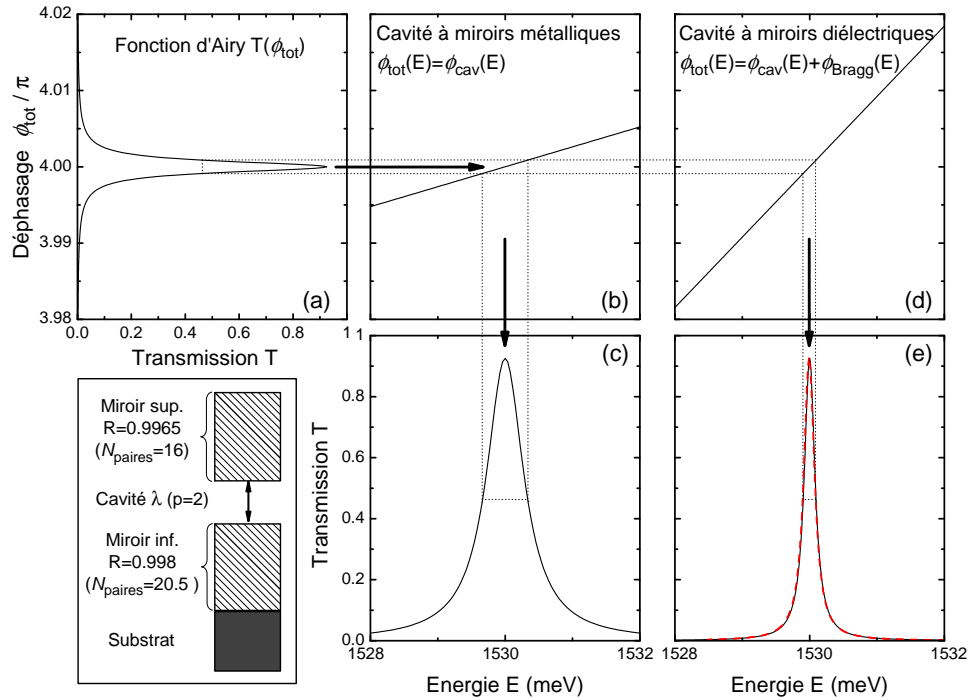 4.02
4.01
4.00
3.99
3.98
Déphasage ϕtot / π
Fonction d'Airy T(ϕtot)
(a)
0.0 0.2 0.4 0.6 0.8 1
Transmission T
Cavité à miroirs métalliques
ϕtot(E)=ϕcav(E)
(b)
Cavité à miroirs diélectriques
ϕtot(E)=ϕcav(E)+ϕBragg(E)
(d)
Miroir sup.
R=0.9965
(Npaires=16)
Cavité λ (p=2)
Miroir inf.
R=0.998
(Npaires=20.5 )
Substrat
1.0
0.8
0.6
0.4
0.2
0.0
Transmission T
(c)
1528 1530 1532
Energie E (meV)
(e)
1528 1530 1532
Energie E (meV)